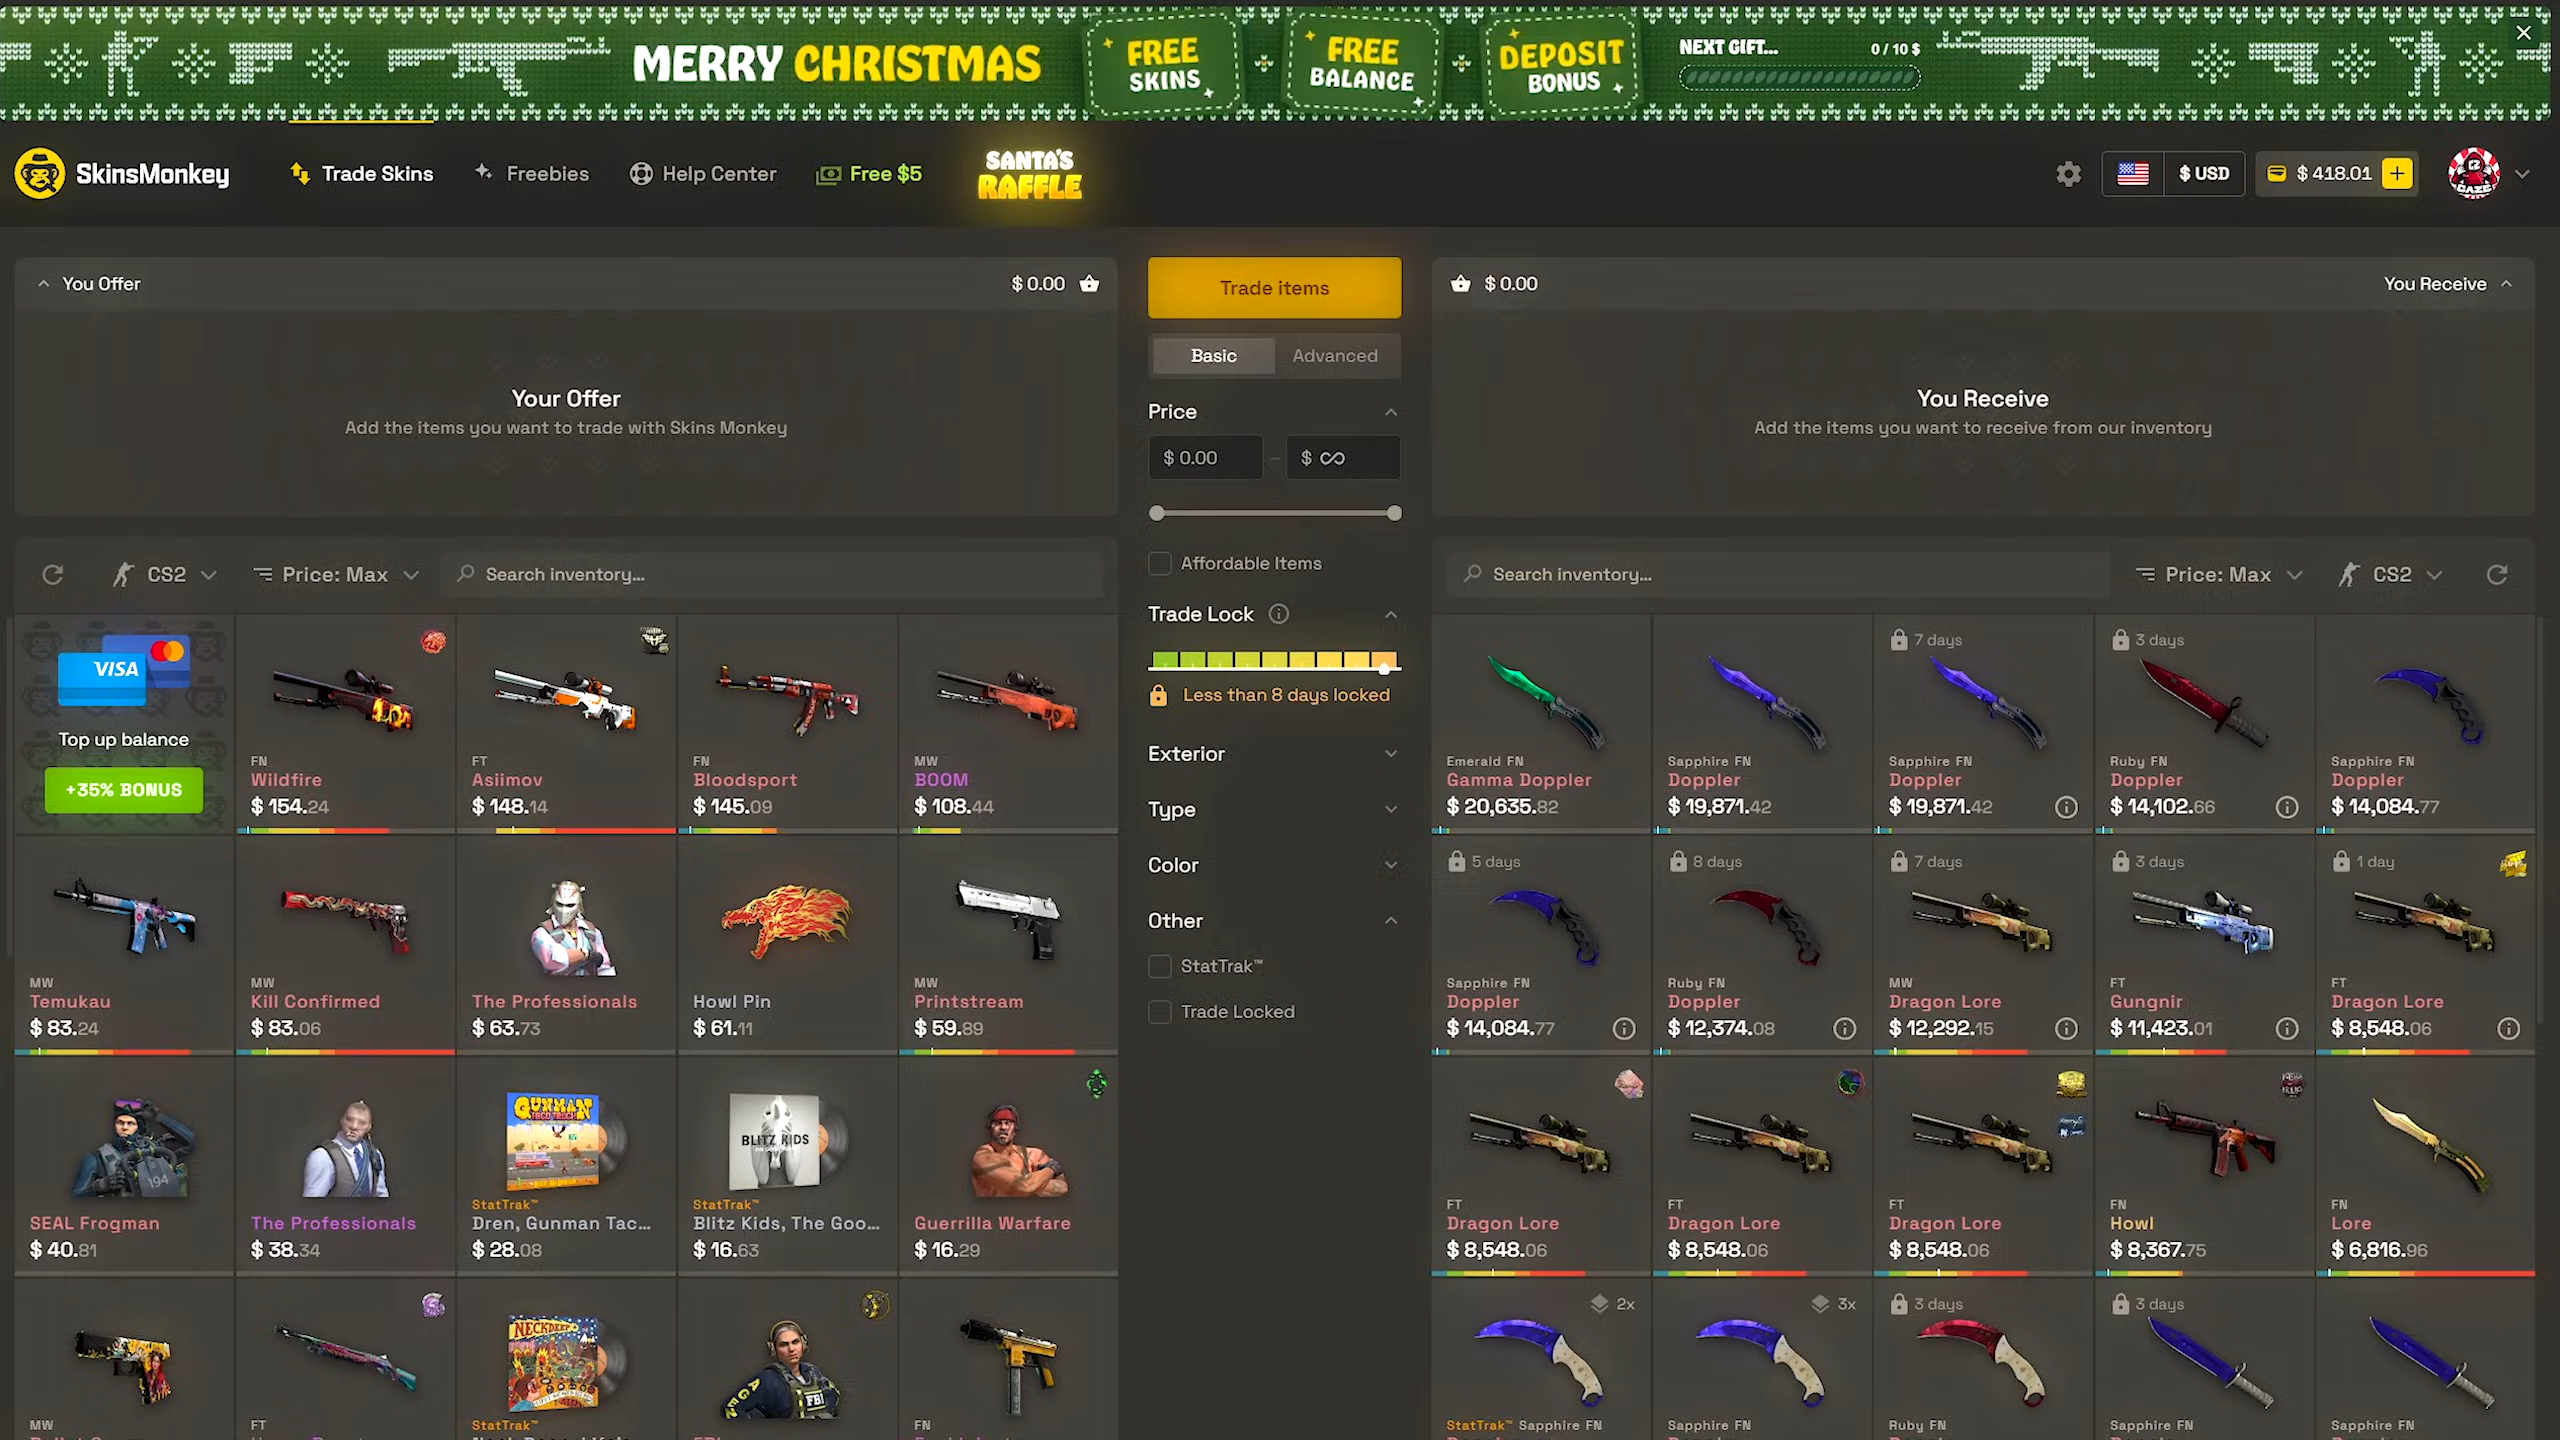 MERRY CHRISTMAS
FREE SKINS
FREE BALANCE
DEPOSIT BONUS
NEXT GIFT...
0 / 10 $
SkinsMonkey
Trade Skins
Freebies
Help Center
Free $5
SANTA'S
RAFFLE
$ USD
$ 418.01
You Offer
$ 0.00
Your Offer
Add the items you want to trade with Skins Monkey
Trade items
Basic
Advanced
Price
$ 0.00 - $ ∞
Affordable Items
Trade Lock
Less than 8 days locked
Exterior
Type
Color
Other
StatTrak™
Trade Locked
$ 0.00
You Receive
You Receive
Add the items you want to receive from our inventory
CS2
Price: Max
Search inventory...
VISA
Top up balance
+35% BONUS
FN
Wildfire
$ 154.24
FT
Asiimov
$ 148.14
FN
Bloodsport
$ 145.09
MW
BOOM
$ 108.44
MW
Temukau
$ 83.24
MW
Kill Confirmed
$ 83.06
The Professionals
$ 63.73
Howl Pin
$ 61.11
MW
Printstream
$ 59.89
194
SEAL Frogman
$ 40.81
The Professionals
$ 38.34
GUNMAN
TACO TRUCK
StatTrak™
Dren, Gunman Tac...
$ 28.08
BLITZ KIDS
StatTrak™
Blitz Kids, The Goo...
$ 16.63
Guerrilla Warfare
$ 16.29
MW
FT
NECK DEEP
StatTrak™
FBI
FN
Search inventory...
Price: Max
CS2
Emerald FN
Gamma Doppler
$ 20,635.82
Sapphire FN
Doppler
$ 19,871.42
7 days
Sapphire FN
Doppler
$ 19,871.42
3 days
Ruby FN
Doppler
$ 14,102.66
Sapphire FN
Doppler
$ 14,084.77
5 days
Sapphire FN
Doppler
$ 14,084.77
8 days
Ruby FN
Doppler
$ 12,374.08
7 days
MW
Dragon Lore
$ 12,292.15
3 days
FT
Gungnir
$ 11,423.01
1 day
FT
Dragon Lore
$ 8,548.06
FT
Dragon Lore
$ 8,548.06
FT
Dragon Lore
$ 8,548.06
FT
Dragon Lore
$ 8,548.06
FN
Howl
$ 8,367.75
FN
Lore
$ 6,816.96
2x
StatTrak™ Sapphire FN
3x
Sapphire FN
3 days
Ruby FN
3 days
Sapphire FN
Sapphire FN